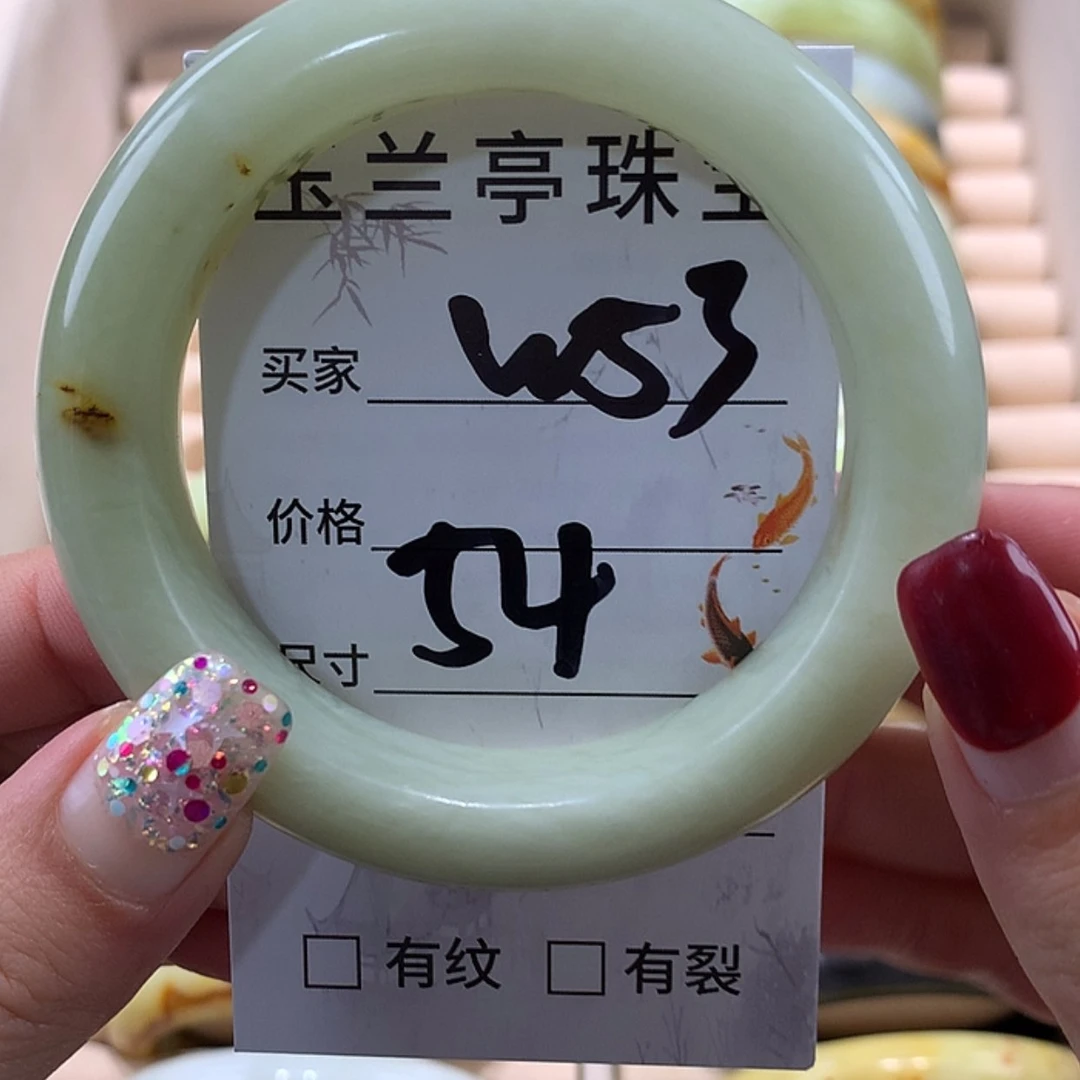 玉兰亭珠宝
买家 W53
价格
54
尺寸
有纹 有裂